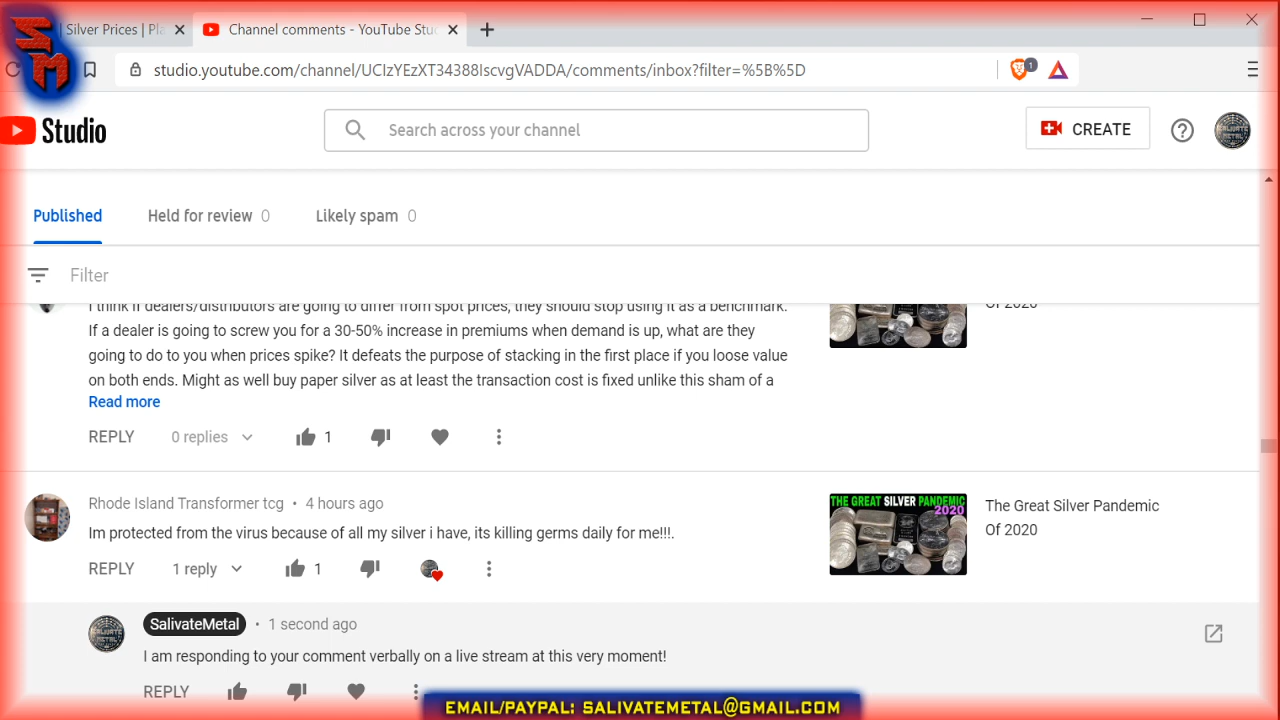 SM
Silver Prices | Pla
Channel comments - YouTube Stu
studio.youtube.com/channel/UCIzYEzXT34388IscvgVADDA/comments/inbox?filter=%5B%5D
1
Studio
Search across your channel
CREATE
Published
Held for review 0
Likely spam 0
Filter
I think if dealers/distributors are going to differ from spot prices, they should stop using it as a benchmark.
Of 2020
If a dealer is going to screw you for a 30-50% increase in premiums when demand is up, what are they
going to do to you when prices spike? It defeats the purpose of stacking in the first place if you loose value
on both ends. Might as well buy paper silver as at least the transaction cost is fixed unlike this sham of a
Read more
REPLY 0 replies 1
Rhode Island Transformer tcg • 4 hours ago
Im protected from the virus because of all my silver i have, its killing germs daily for me!!!.
REPLY 1 reply 1
THE GREAT SILVER PANDEMIC
2020
The Great Silver Pandemic
Of 2020
SalivateMetal • 1 second ago
I am responding to your comment verbally on a live stream at this very moment!
REPLY
EMAIL/PAYPAL: SALIVATEMETAL@GMAIL.COM